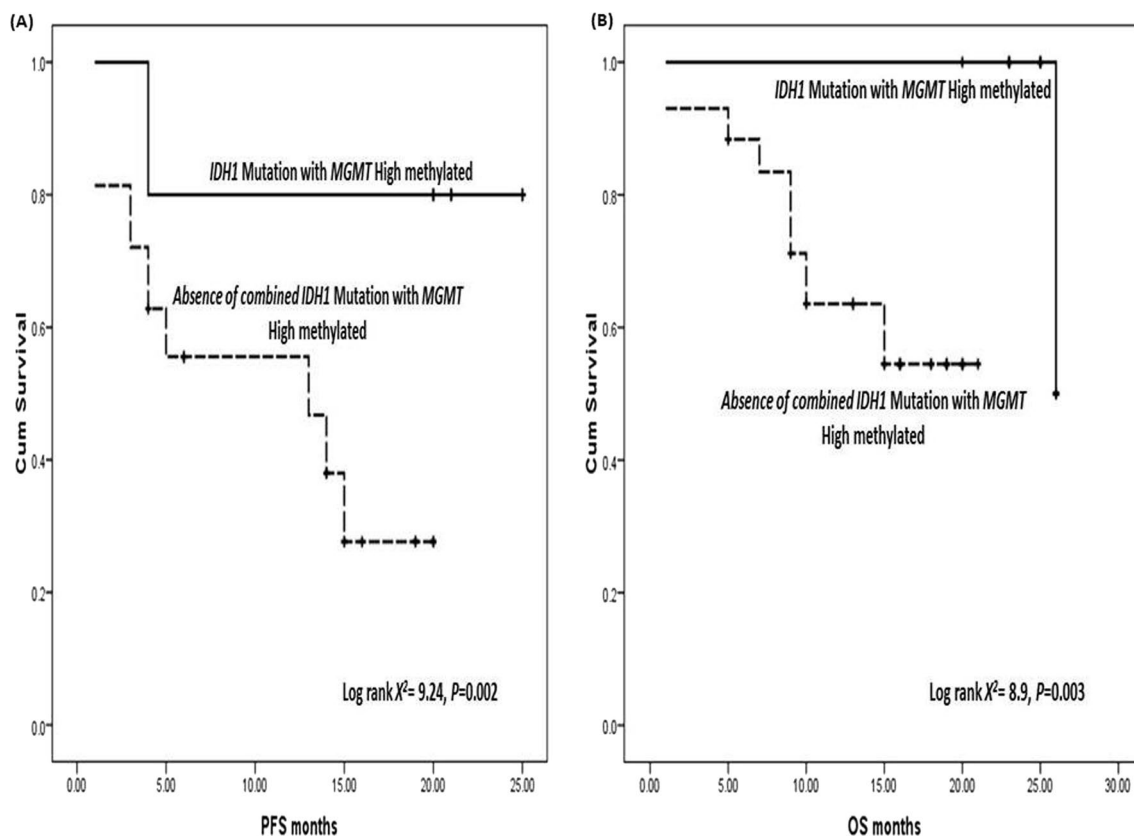 (A)
Cum Survival
1.0
0.8
0.6
0.4
0.2
0.0
IDH1 Mutation with MGMT High methylated
Absence of combined IDH1 Mutation with MGMT
High methylated
Log rank X²= 9.24, P=0.002
0.00 5.00 10.00 15.00 20.00 25.00
PFS months
(B)
Cum Survival
1.0
0.8
0.6
0.4
0.2
0.0
IDH1 Mutation with MGMT High methylated
Absence of combined IDH1 Mutation with MGMT
High methylated
Log rank X²= 8.9, P=0.003
0.00 5.00 10.00 15.00 20.00 25.00 30.00
OS months